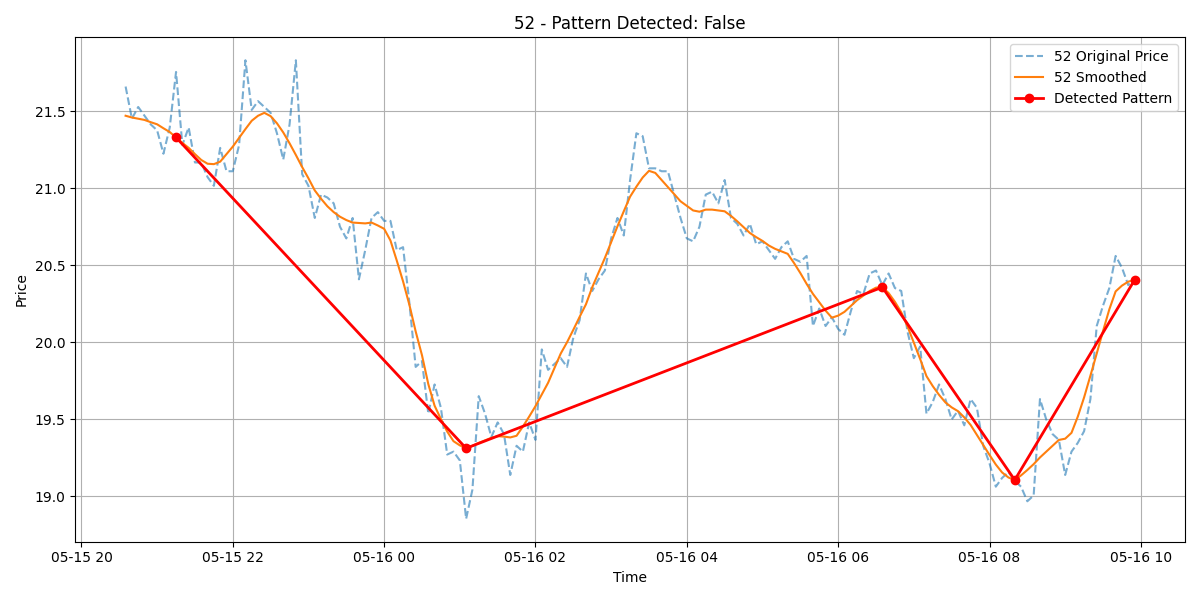 52 - Pattern Detected: False
52 Original Price
52 Smoothed
Detected Pattern
Price
21.5
21.0
20.5
20.0
19.5
19.0
05-15 20
05-15 22
05-16 00
05-16 02
05-16 04
05-16 06
05-16 08
05-16 10
Time